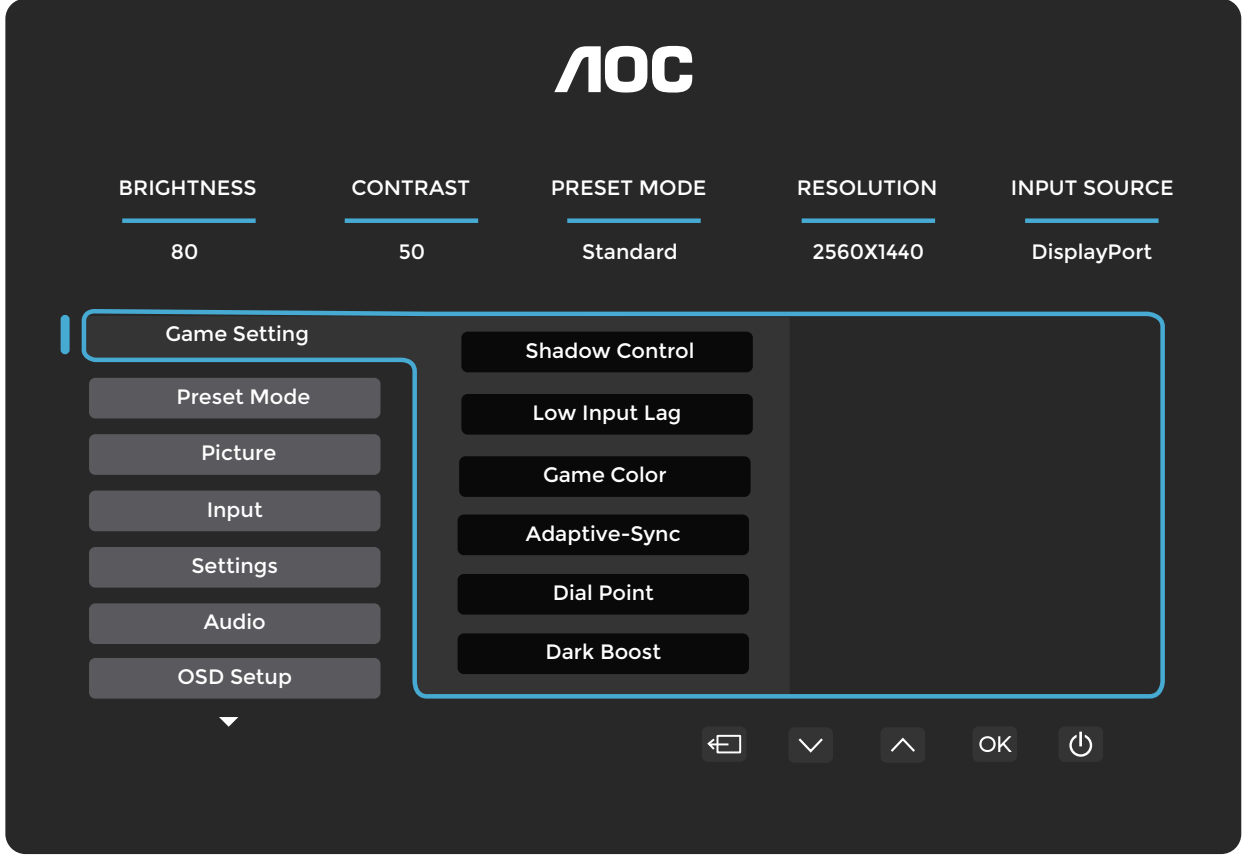 AOC
BRIGHTNESS CONTRAST PRESET MODE RESOLUTION INPUT SOURCE
80 50 Standard 2560X1440 DisplayPort
Game Setting
Preset Mode
Picture
Input
Settings
Audio
OSD Setup
Shadow Control
Low Input Lag
Game Color
Adaptive-Sync
Dial Point
Dark Boost
OK